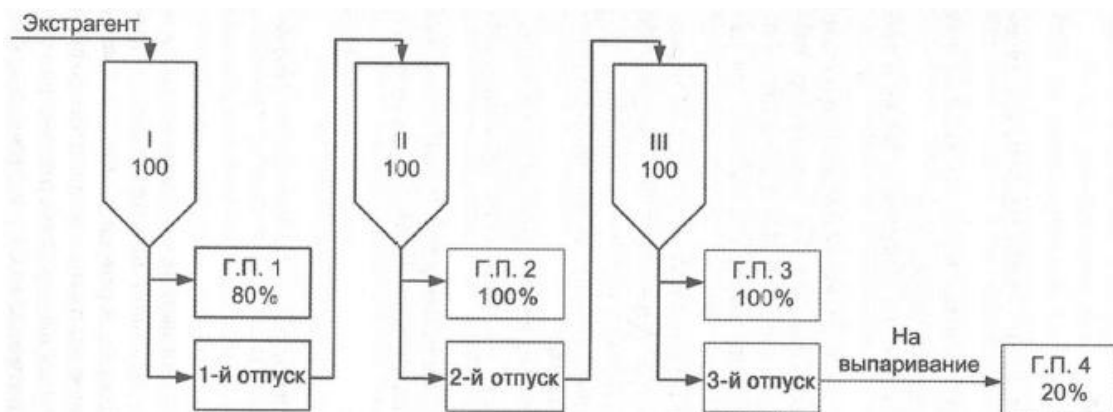 Экстрагент
I
100
II
100
III
100
Г.П. 1
80%
Г.П. 2
100%
Г.П. 3
100%
1-й отпуск
2-й отпуск
3-й отпуск
На
выпаривание
Г.П. 4
20%